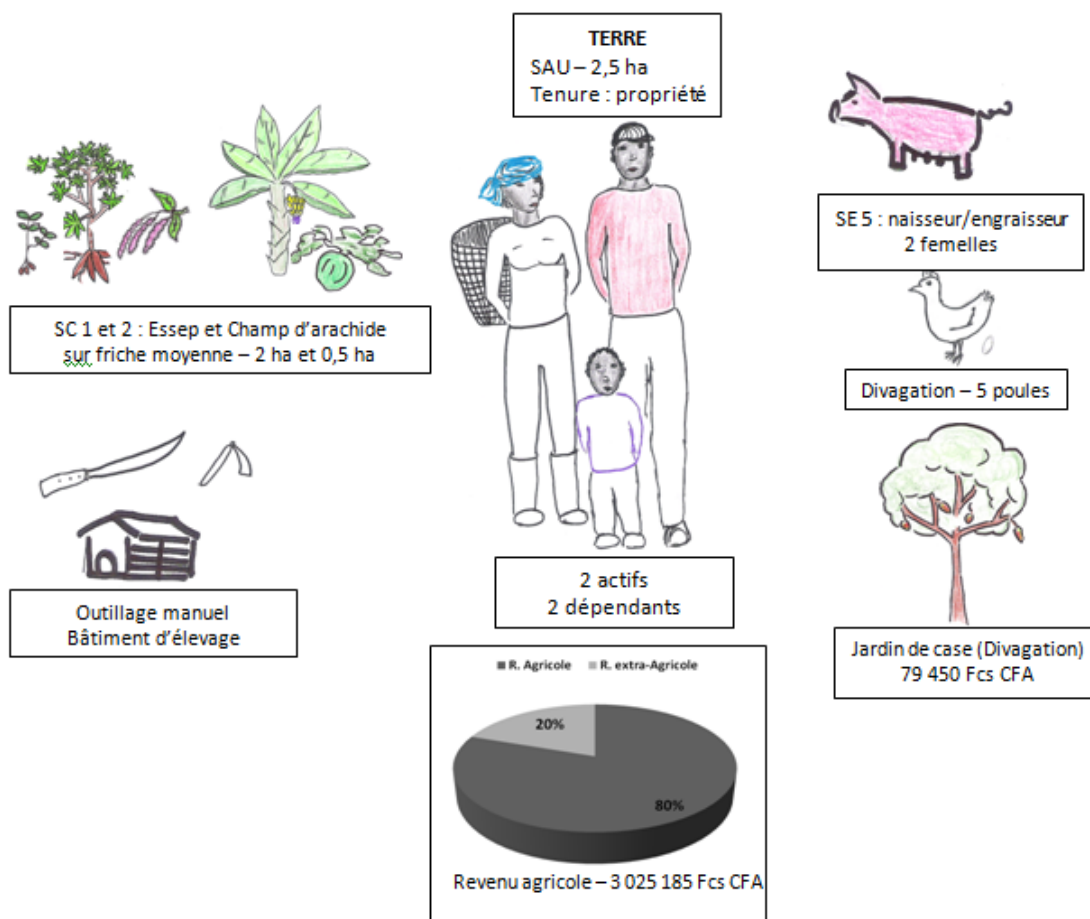 TERRE
SAU – 2,5 ha
Tenure : propriété
SC 1 et 2 : Essep et Champ d’arachide
sur friche moyenne – 2 ha et 0,5 ha
SE 5 : naisseur/engraisseur
2 femelles
Divagation – 5 poules
Outillage manuel
Bâtiment d’élevage
2 actifs
2 dépendants
Jardin de case (Divagation)
79 450 Fcs CFA
R. Agricole R. extra-Agricole
20%
80%
Revenu agricole – 3 025 185 Fcs CFA